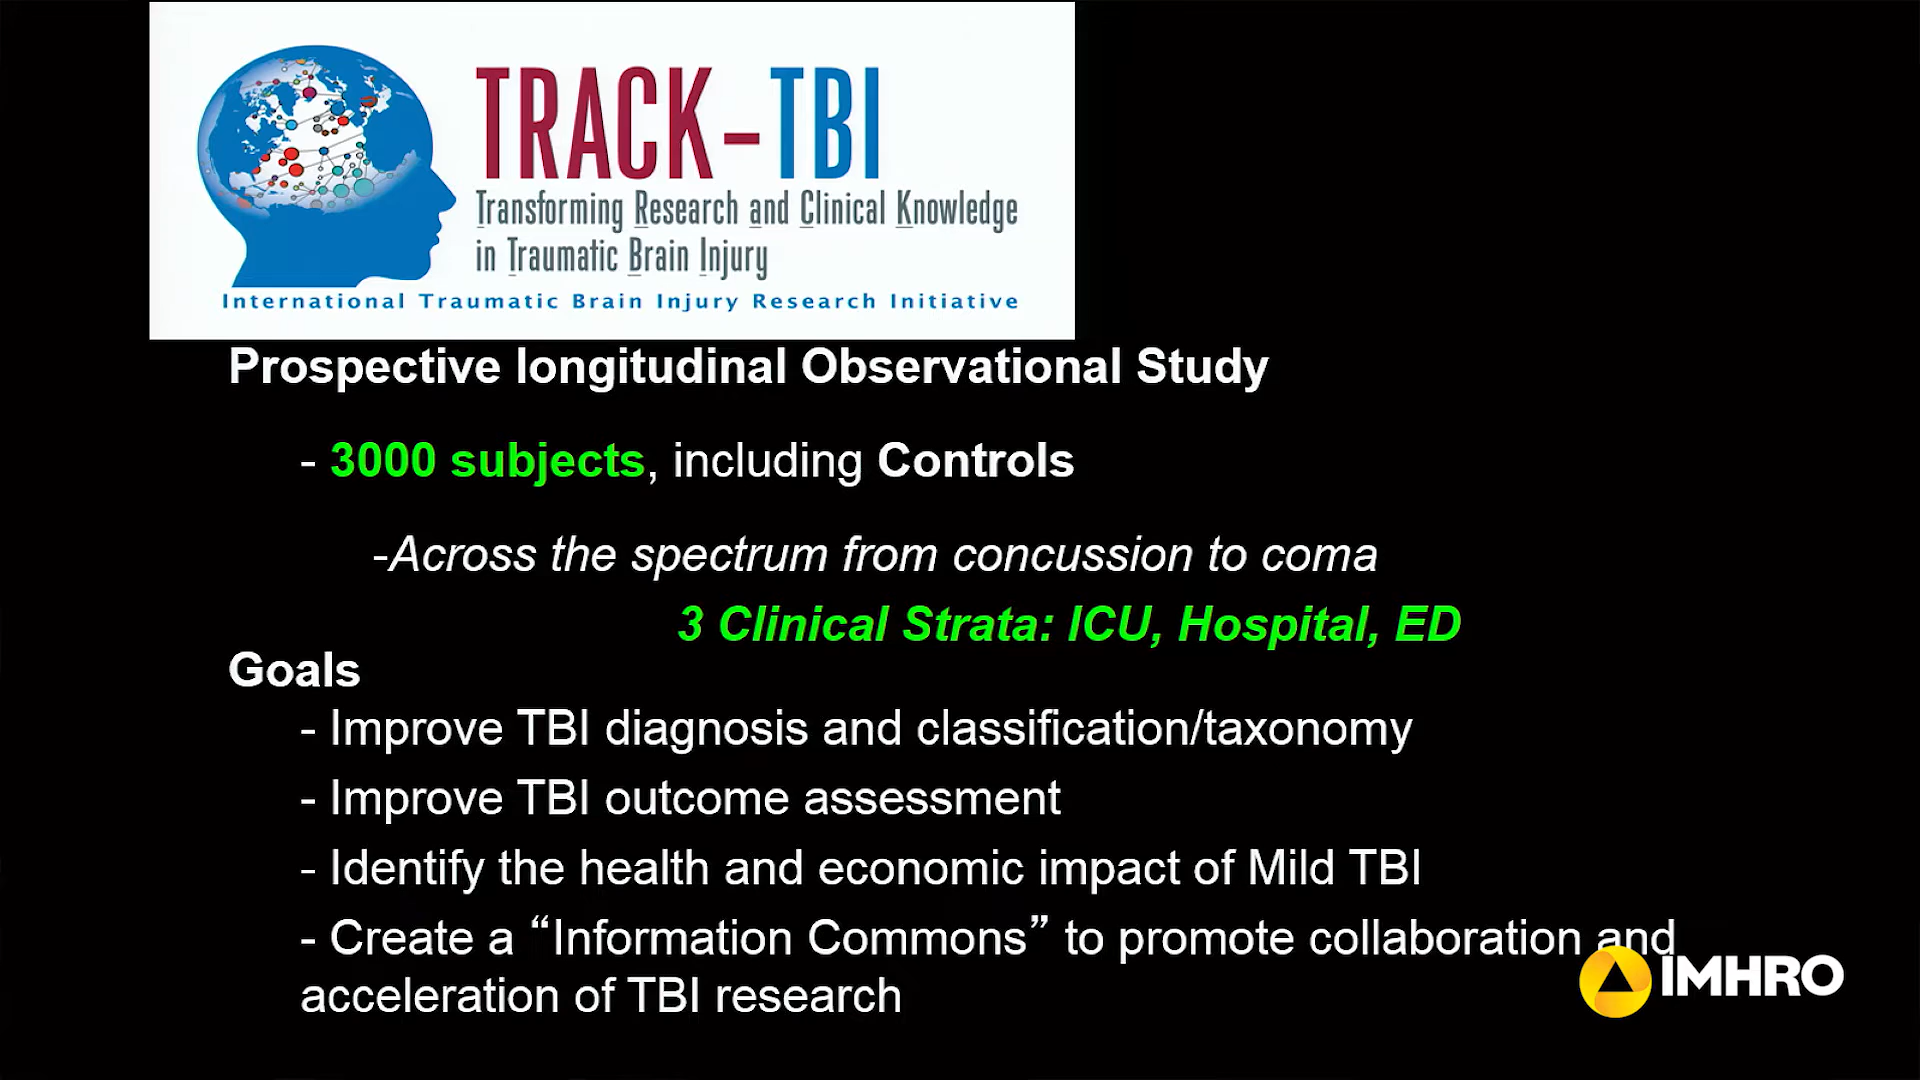 TRACK-TBI
Transforming Research and Clinical Knowledge
in Traumatic Brain Injury
International Traumatic Brain Injury Research Initiative
Prospective longitudinal Observational Study
- 3000 subjects, including Controls
-Across the spectrum from concussion to coma
3 Clinical Strata: ICU, Hospital, ED
Goals
- Improve TBI diagnosis and classification/taxonomy
- Improve TBI outcome assessment
- Identify the health and economic impact of Mild TBI
- Create a “Information Commons” to promote collaboration and
acceleration of TBI research
IMHRO